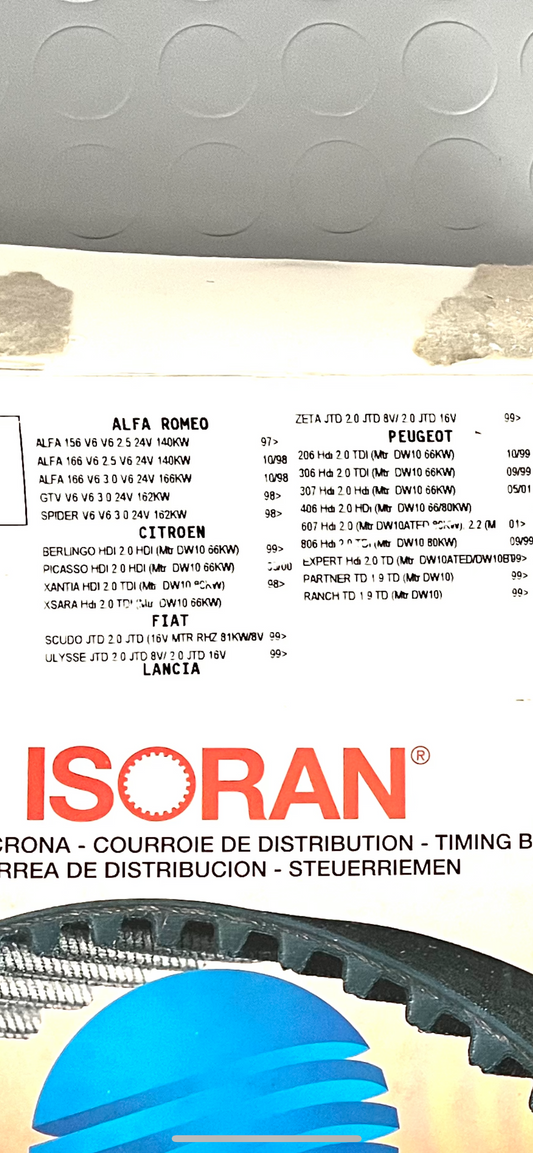 ALFA ROMEO
ALFA 156 V6 V6 2.5 24V 140KW 97>
ALFA 166 V6 2.5 V6 24V 140KW 10/98
ALFA 166 V6 3.0 V6 24V 166KW 10/98
GTV V6 V6 3.0 24V 162KW 98>
SPIDER V6 V6 3.0 24V 162KW 98>
CITROEN
BERLINGO HDI 2.0 HDI (Mtr DW10 66KW) 99>
PICASSO HDI 2.0 HDI (Mtr DW10 66KW)
XANTIA HDI 2.0 TDI (Mtr DW10 98>
XSARA Hdi 2.0 TDI DW10 66KW)
FIAT
SCUDO JTD 2.0 JTD (16V MTR RHZ 81KW/8V 99>
ULYSSE JTD 2.0 JTD 8V/ 2.0 JTD 16V 99>
LANCIA
ZETA JTD 2.0 JTD 8V/ 2.0 JTD 16V 99>
PEUGEOT
206 Hdi 2.0 TDI (Mtr DW10 66KW) 10/99
306 Hdi 2.0 TDI (Mtr DW10 66KW) 09/99
307 Hdi 2.0 Hdi (Mtr DW10 66KW) 05/01
406 Hdi 2.0 HDi (Mtr DW10 66/80KW)
607 Hdi 2.0 (Mtr DW10ATED 2.2 (M 01>
806 Hdi 2.0 (Mtr DW10 80KW) 09/99
EXPERT Hdi 2.0 TD (Mtr DW10ATED/DW10BT 99>
PARTNER TD 1.9 TD (Mtr DW10) 99>
RANCH TD 1.9 TD (Mtr DW10) 99>
ISORAN®
CRONA - COURROIE DE DISTRIBUTION - TIMING B
RREA DE DISTRIBUCION - STEUERRIEMEN